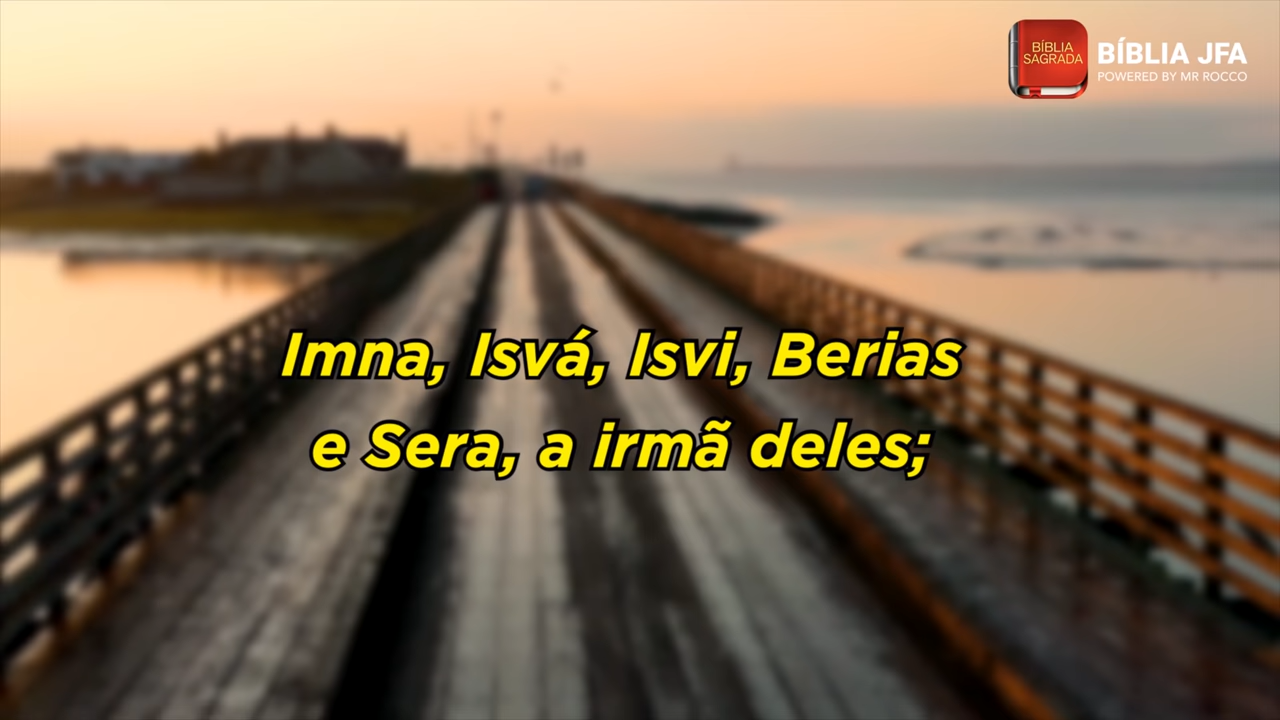 BÍBLIA
SAGRADA
BÍBLIA JFA
POWERED BY MR ROCCO
Imna, Isvá, Isvi, Berias
e Sera, a irmã deles;